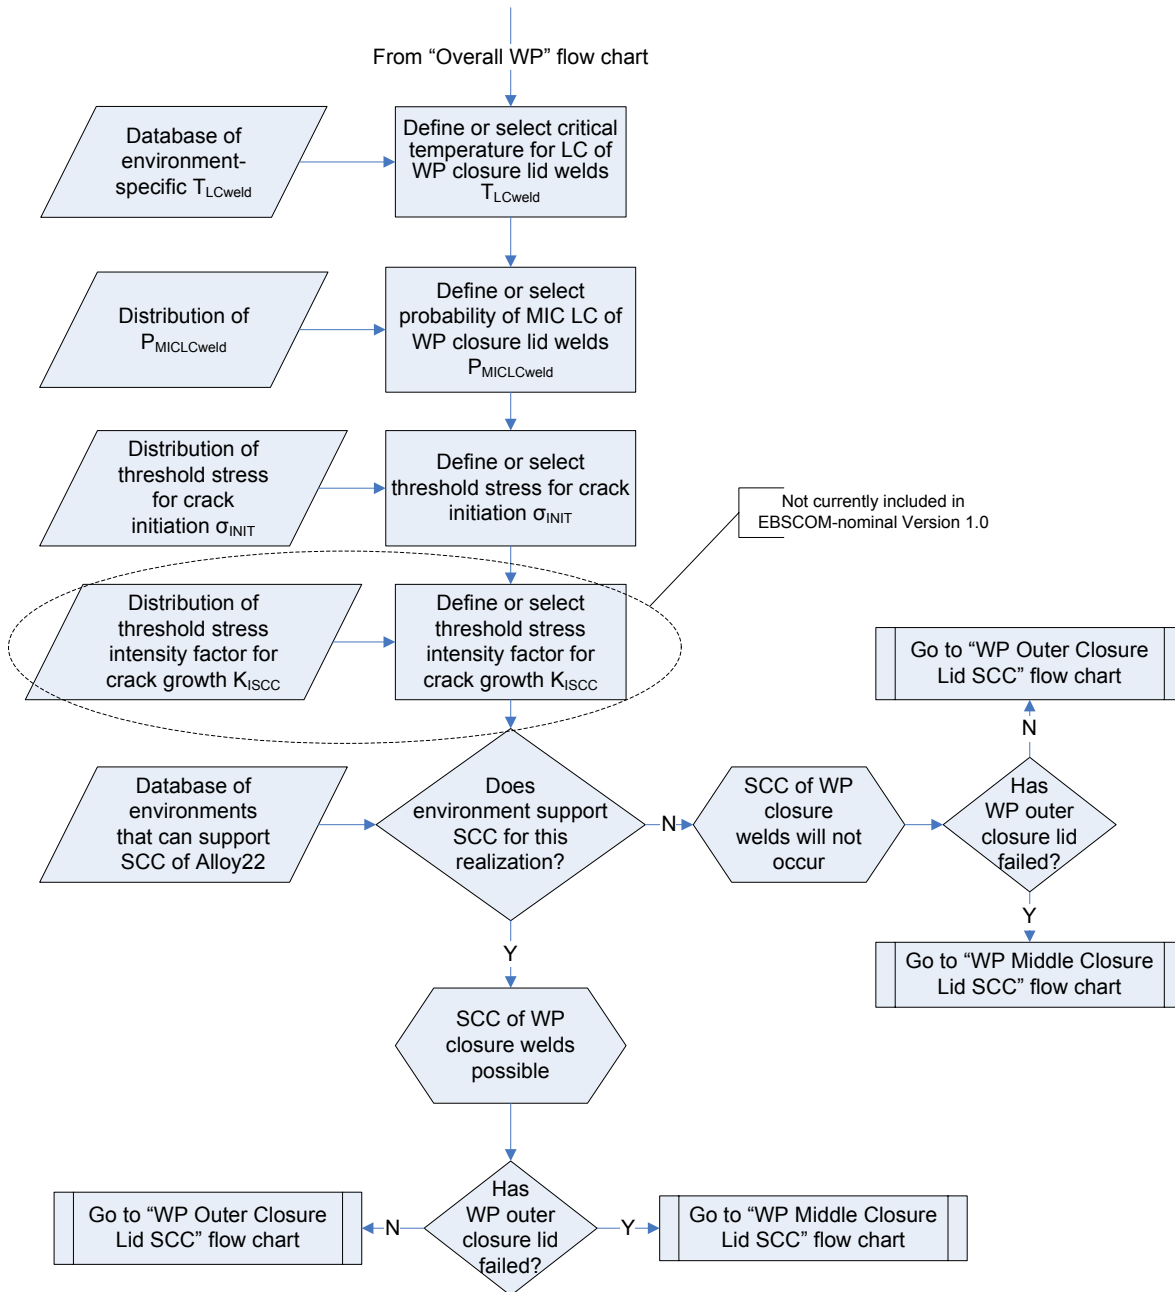 From “Overall WP” flow chart
Database of
environment-
specific TLCweld
Define or select critical
temperature for LC of
WP closure lid welds
TLCweld
Distribution of
PMICLCweld
Define or select
probability of MIC LC of
WP closure lid welds
PMICLCweld
Distribution of
threshold stress
for crack
initiation σINIT
Define or select
threshold stress for crack
initiation σINIT
Not currently included in
EBSCOM-nominal Version 1.0
Distribution of
threshold stress
intensity factor for
crack growth KISCC
Define or select
threshold stress
intensity factor for
crack growth KISCC
Go to “WP Outer Closure
Lid SCC” flow chart
N
Database of
environments
that can support
SCC of Alloy22
Does
environment support
SCC for this
realization?
N
SCC of WP
closure
welds will not
occur
Has
WP outer
closure lid
failed?
Y
Y
Go to “WP Middle Closure
Lid SCC” flow chart
SCC of WP
closure welds
possible
Go to “WP Outer Closure
Lid SCC” flow chart
N
Has
WP outer
closure lid
failed?
Y
Go to “WP Middle Closure
Lid SCC” flow chart